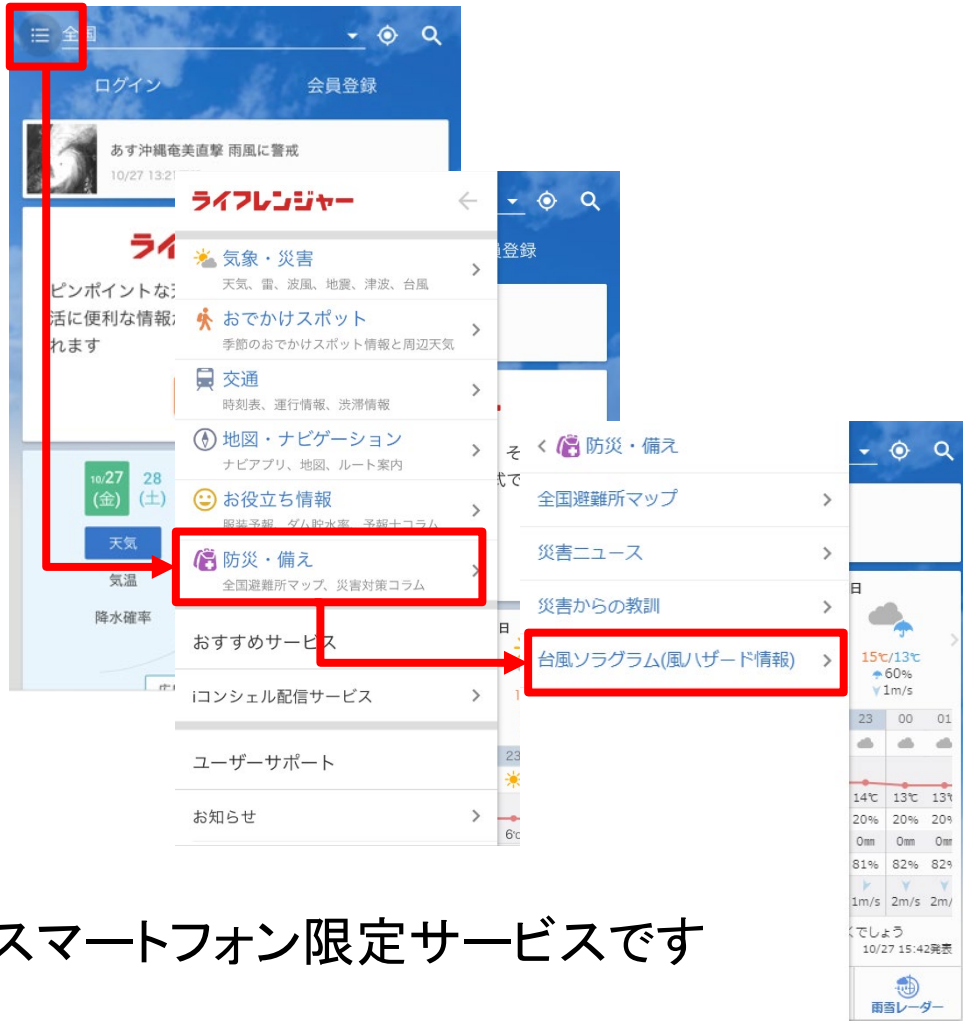 全国
ログイン
会員登録
あす沖縄奄美直撃 雨風に警戒
10/27 13:21
ピンポイントな
活に便利な情報
れます
10/27
(金)
28
(土)
天気
気温
降水確率
ライフレンジャー
気象・災害
天気、雷、波風、地震、津波、台風
おでかけスポット
季節のおでかけスポット情報と周辺天気
交通
時刻表、運行情報、渋滞情報
地図・ナビゲーション
ナビアプリ、地図、ルート案内
お役立ち情報
服装予報、ダム貯水率、予報士コラム
防災・備え
全国避難所マップ、災害対策コラム
おすすめサービス
iコンシェル配信サービス
ユーザーサポート
お知らせ
員登録
そ
式で
日
23
防災・備え
全国避難所マップ
災害ニュース
災害からの教訓
台風ソラグラム(風ハザード情報)
日
15℃/13℃
60%
1m/s
23 00 01
14℃ 13℃ 13
20% 20% 20
0mm 0mm 0
81% 82% 82
1m/s 2m/s 2m/
くでしょう
10/27 15:42発表
雨雪レーダー
スマートフォン限定サービスです